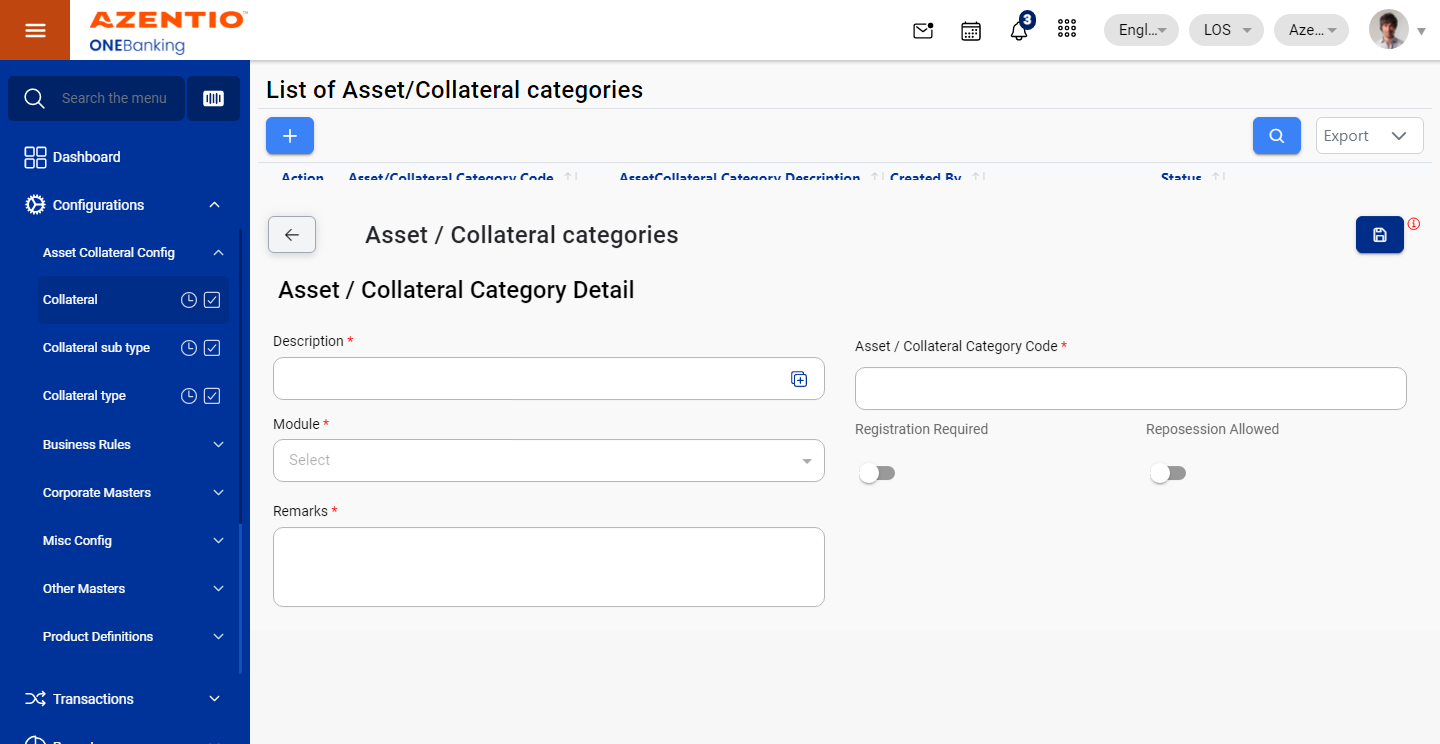 AZENTIO™
ONEBanking
3
Engl...
LOS
Aze...
Search the menu
Dashboard
Configurations
Asset Collateral Config
Collateral
Collateral sub type
Collateral type
Business Rules
Corporate Masters
Misc Config
Other Masters
Product Definitions
Transactions
List of Asset/Collateral categories
Export
Action Asset/Collateral Category Code AssetCollateral Category Description Created By Status
Asset / Collateral categories
Asset / Collateral Category Detail
Description *
Asset / Collateral Category Code *
Module *
Select
Registration Required
Reposession Allowed
Remarks *